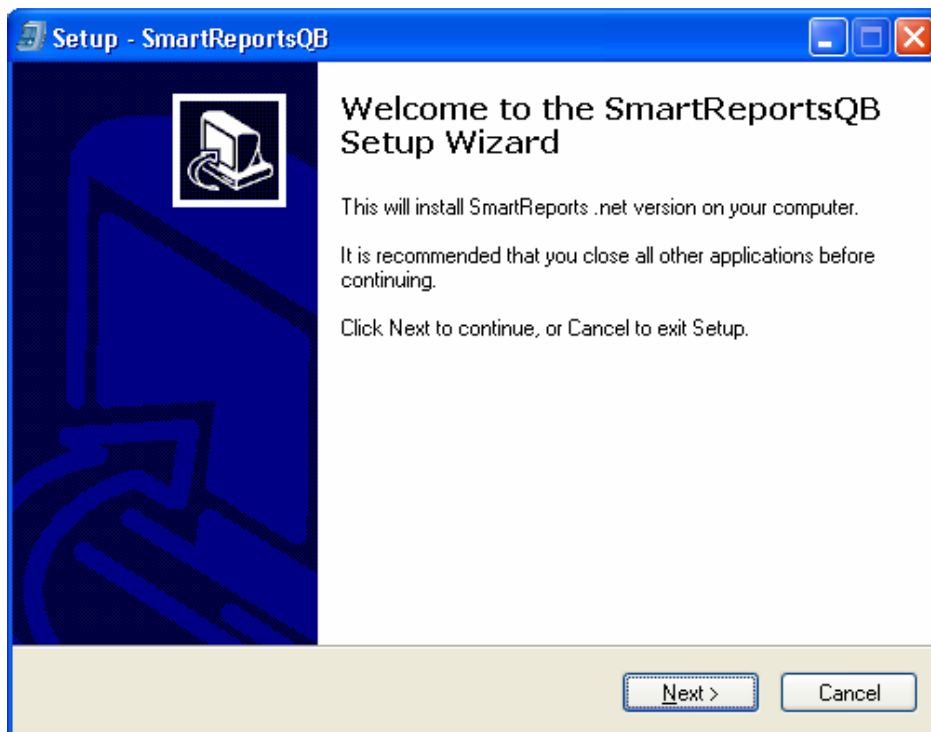 Setup - SmartReportsQB
Welcome to the SmartReportsQB
Setup Wizard
This will install SmartReports .net version on your computer.
It is recommended that you close all other applications before
continuing.
Click Next to continue, or Cancel to exit Setup.
Next >
Cancel